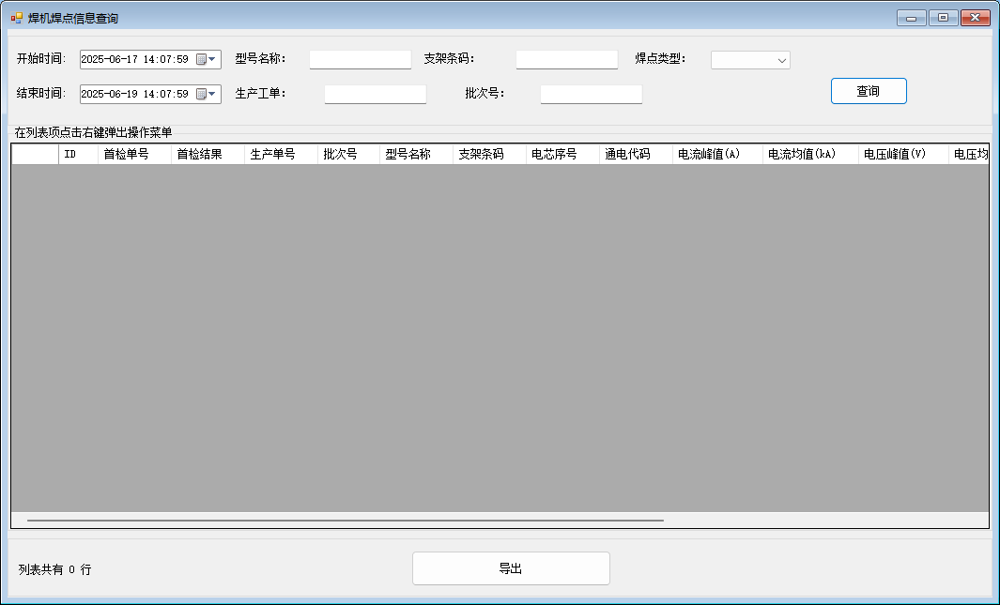 焊机焊点信息查询
开始时间: 2025-06-17 14:07:59 型号名称: 支架条码: 焊点类型:
结束时间: 2025-06-19 14:07:59 生产工单: 批次号: 查询
在列表项点击右键弹出操作菜单
ID 首检单号 首检结果 生产单号 批次号 型号名称 支架条码 电芯序号 通电代码 电流峰值(A) 电流均值(kA) 电压峰值(V) 电压均
列表共有 0 行 导出